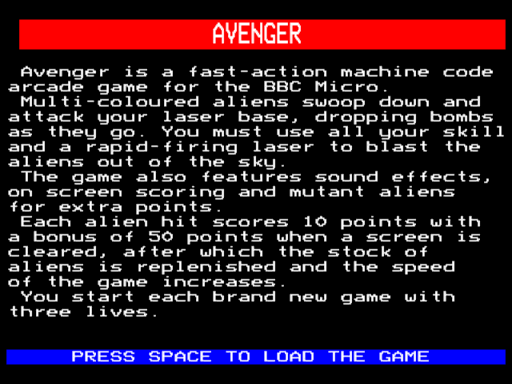 AVENGER
Avenger is a fast-action machine code
arcade game for the BBC Micro.
Multi-coloured aliens swoop down and
attack your laser base, dropping bombs
as they go. You must use all your skill
and a rapid-firing laser to blast the
aliens out of the sky.
The game also features sound effects,
on screen scoring and mutant aliens
for extra points.
Each alien hit scores 10 points with
a bonus of 50 points when a screen is
cleared, after which the stock of
aliens is replenished and the speed
of the game increases.
You start each brand new game with
three lives.
PRESS SPACE TO LOAD THE GAME